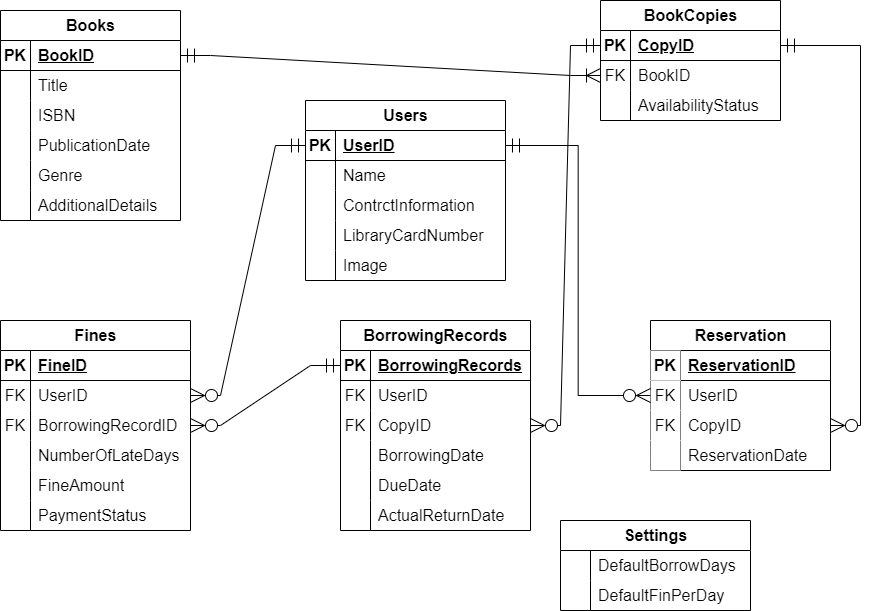 Books
PK BookID
Title
ISBN
PublicationDate
Genre
AdditionalDetails
BookCopies
PK CopyID
FK BookID
AvailabilityStatus
Users
PK UserID
Name
ContrctInformation
LibraryCardNumber
Image
Fines
PK FineID
FK UserID
FK BorrowingRecordID
NumberOfLateDays
FineAmount
PaymentStatus
BorrowingRecords
PK BorrowingRecords
FK UserID
FK CopyID
BorrowingDate
DueDate
ActualReturnDate
Reservation
PK ReservationID
FK UserID
FK CopyID
ReservationDate
Settings
DefaultBorrowDays
DefaultFinPerDay